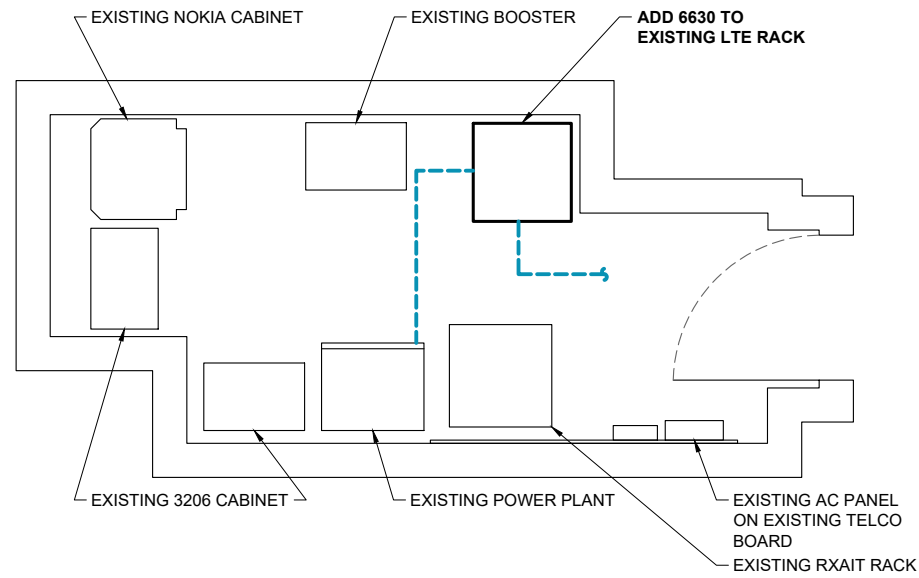 EXISTING NOKIA CABINET
EXISTING BOOSTER
ADD 6630 TO
EXISTING LTE RACK
EXISTING 3206 CABINET
EXISTING POWER PLANT
EXISTING AC PANEL
ON EXISTING TELCO
BOARD
EXISTING RXAIT RACK